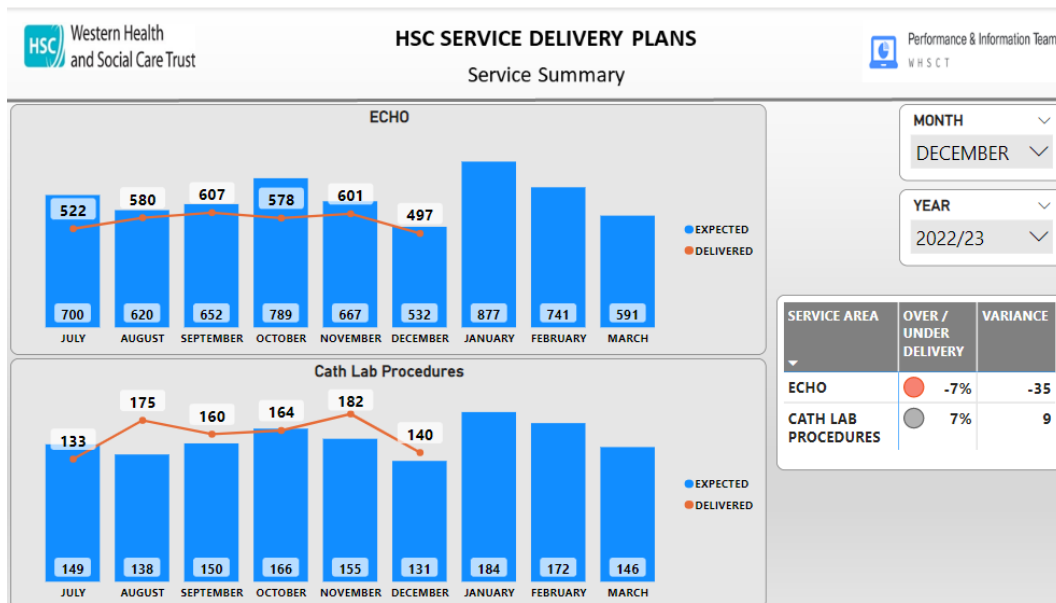 HSC
Western Health
and Social Care Trust
HSC SERVICE DELIVERY PLANS
Service Summary
Performance & Information Team
WHSCT
ECHO
522
580
607
578
601
497
700
620
652
789
667
532
877
741
591
JULY
AUGUST
SEPTEMBER
OCTOBER
NOVEMBER
DECEMBER
JANUARY
FEBRUARY
MARCH
EXPECTED
DELIVERED
Cath Lab Procedures
133
175
160
164
182
140
149
138
150
166
155
131
184
172
146
JULY
AUGUST
SEPTEMBER
OCTOBER
NOVEMBER
DECEMBER
JANUARY
FEBRUARY
MARCH
EXPECTED
DELIVERED
MONTH
DECEMBER
YEAR
2022/23
SERVICE AREA
OVER /
UNDER
DELIVERY
VARIANCE
ECHO
-7%
-35
CATH LAB
PROCEDURES
7%
9